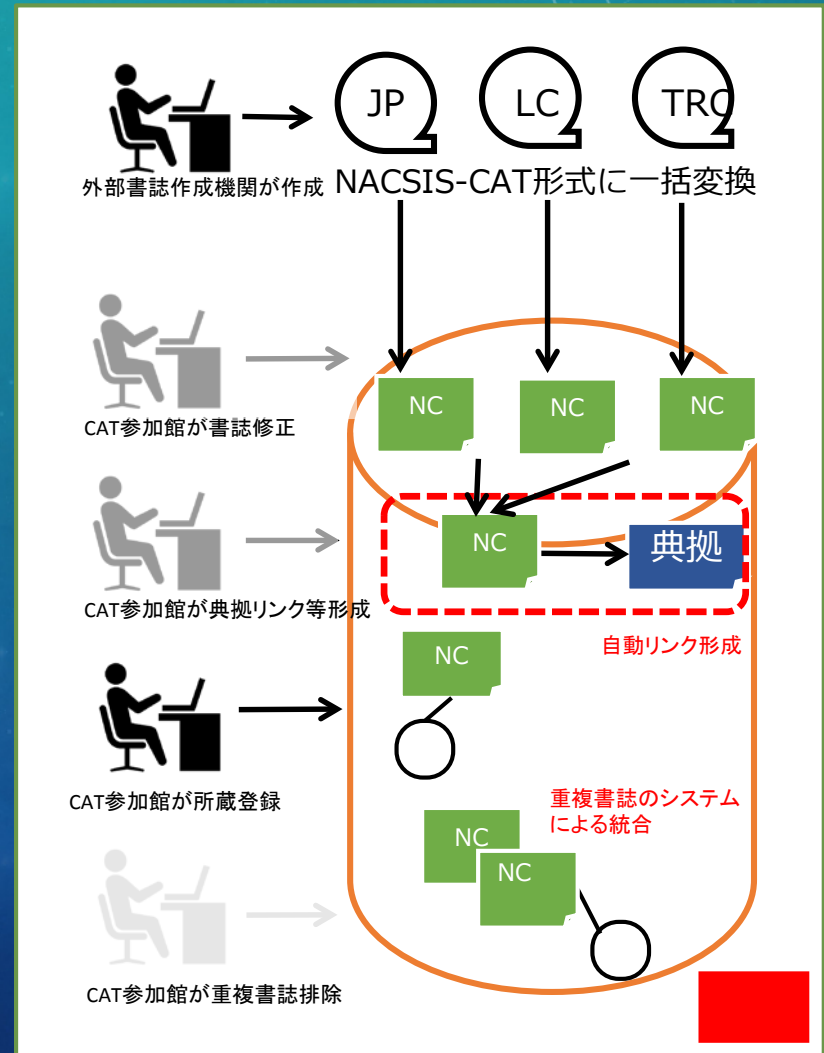 JP
LC
TRC
外部書誌作成機関が作成
NACSIS-CAT形式に一括変換
CAT参加館が書誌修正
NC
NC
NC
CAT参加館が典拠リンク等形成
NC
典拠
自動リンク形成
NC
CAT参加館が所蔵登録
重複書誌のシステム
による統合
NC
NC
CAT参加館が重複書誌排除